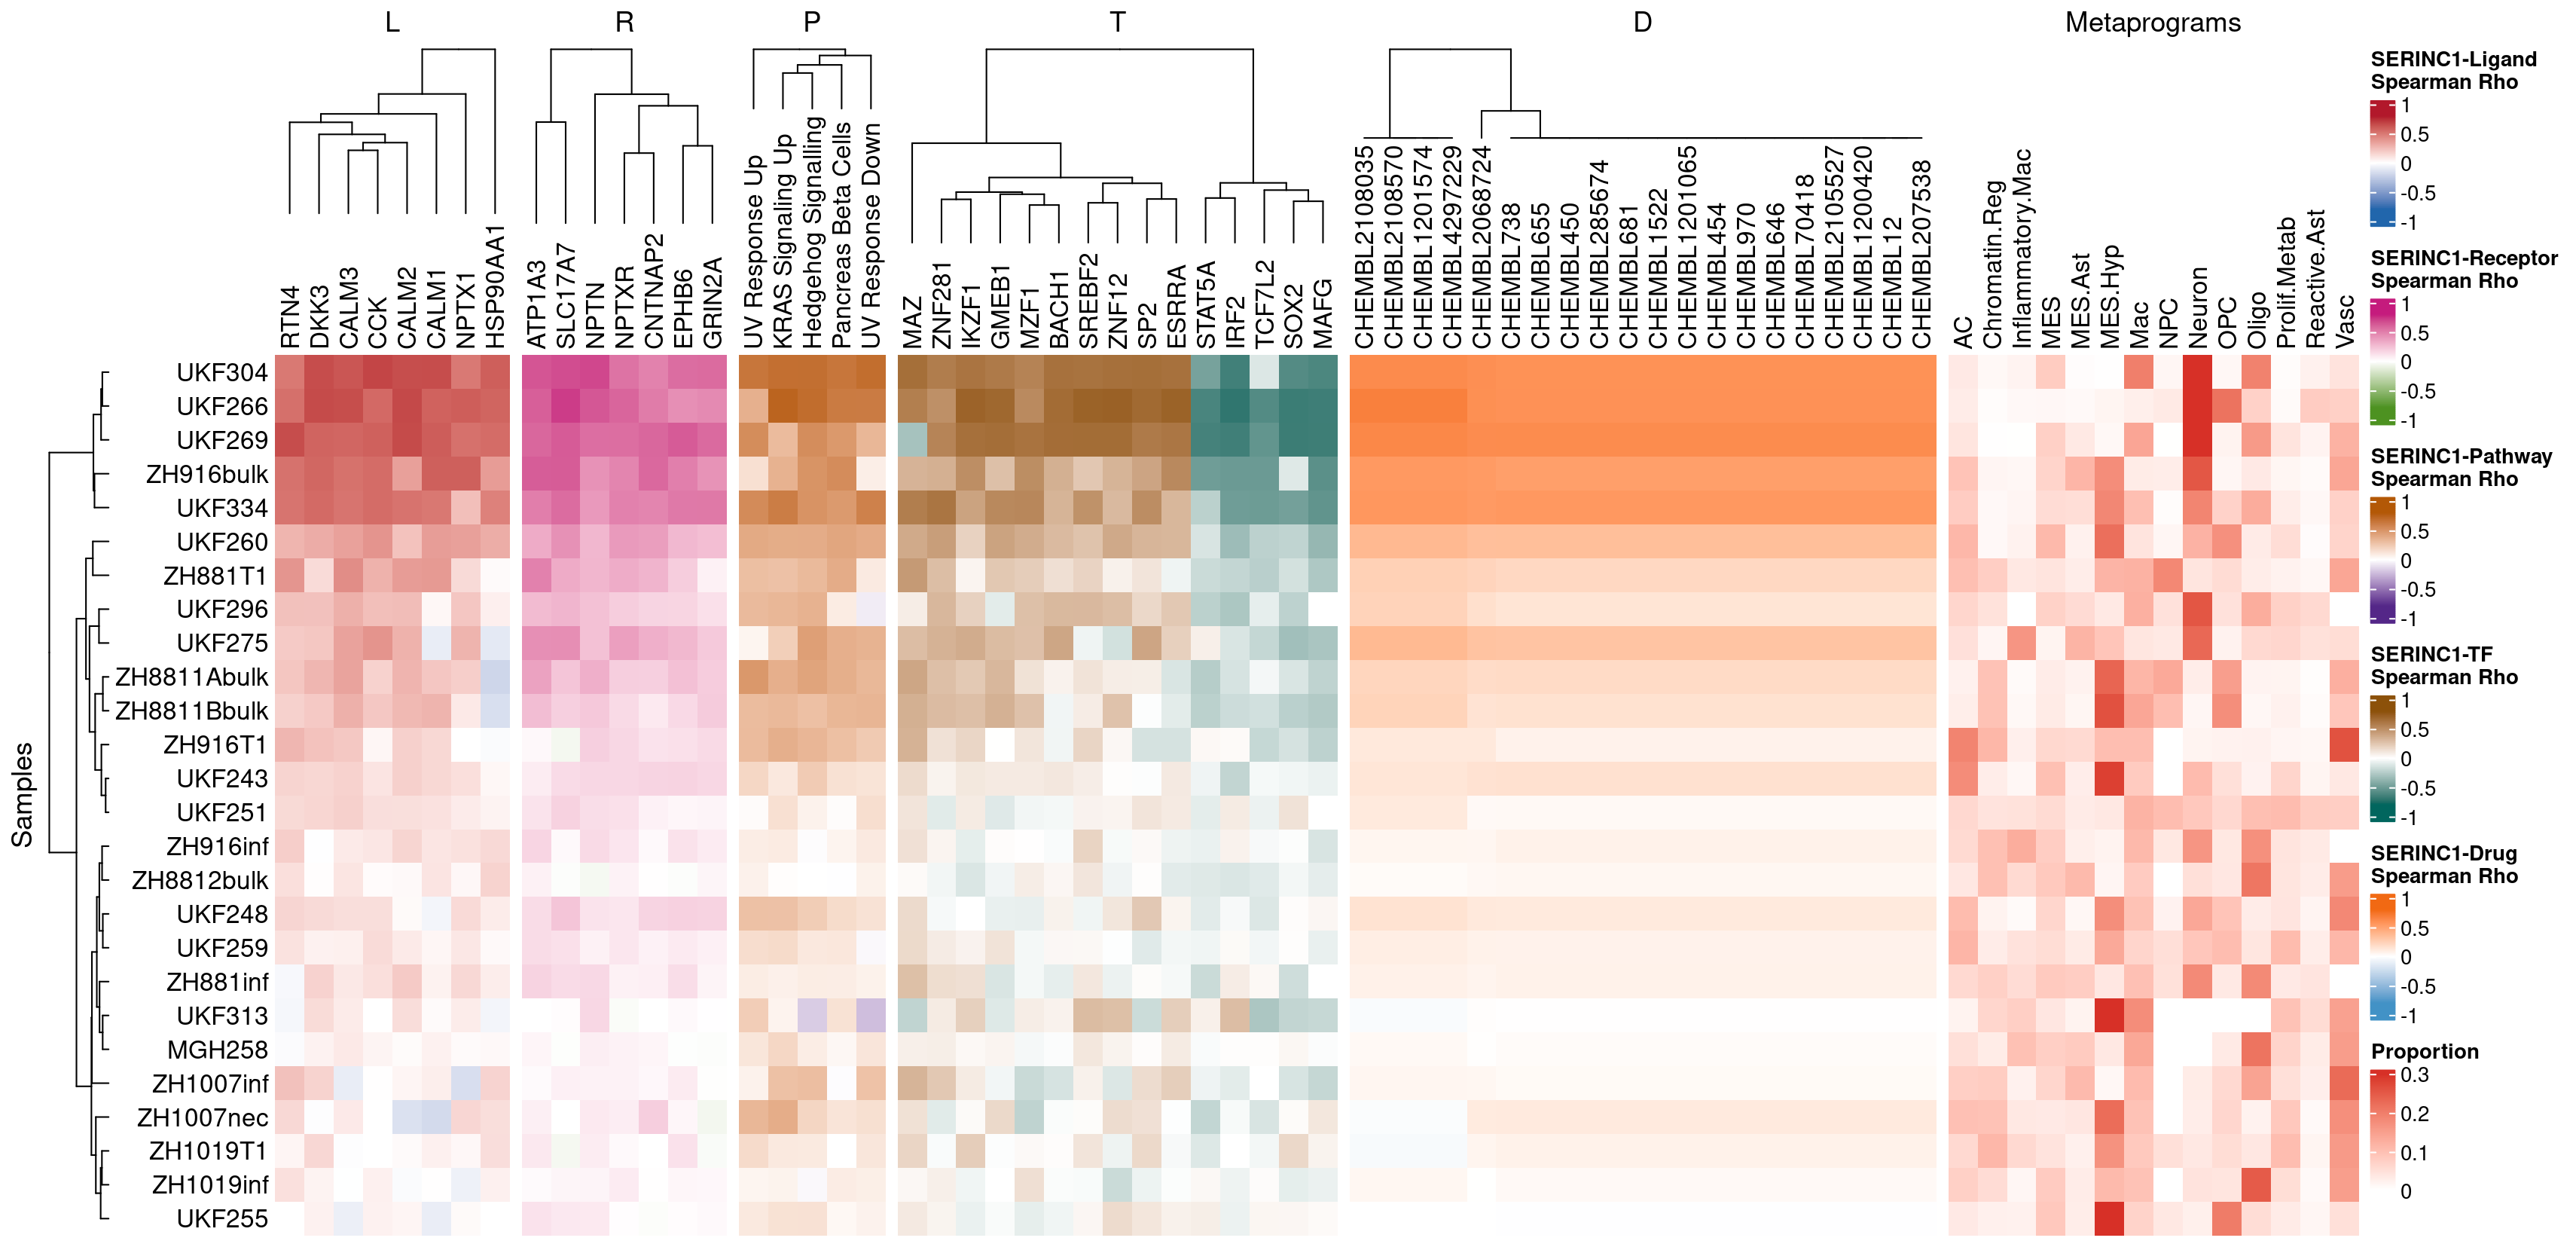 L R P T D Metaprograms
RTN4 DKK3 CALM3 CCK CALM2 CALM1 NPTX1 HSP90AA1
ATP1A3 SLC17A7 NPTN NPTXR CNTNAP2 EPHB6 GRIN2A
UV Response Up
KRAS Signaling Up
Hedgehog Signalling
Pancreas Beta Cells
UV Response Down
MAZ ZNF281 IKZF1 GMEB1 MZF1 BACH1 SREBF2 ZNF12 SP2 ESRRA STAT5A IRF2 TCF7L2 SOX2 MAFG
CHEMBL2108035
CHEMBL2108570
CHEMBL1201574
CHEMBL4297229
CHEMBL2068724
CHEMBL738
CHEMBL655
CHEMBL450
CHEMBL285674
CHEMBL681
CHEMBL1522
CHEMBL1201065
CHEMBL454
CHEMBL970
CHEMBL646
CHEMBL70418
CHEMBL2105527
CHEMBL1200420
CHEMBL12
CHEMBL207538
AC
Chromatin.Reg
Inflammatory.Mac
MES
MES.Ast
MES.Hyp
Mac
NPC
Neuron
OPC
Oligo
Prolif.Metab
Reactive.Ast
Vasc
Samples
UKF304
UKF266
UKF269
ZH916bulk
UKF334
UKF260
ZH881T1
UKF296
UKF275
ZH8811Abulk
ZH8811Bbulk
ZH916T1
UKF243
UKF251
ZH916inf
ZH8812bulk
UKF248
UKF259
ZH881inf
UKF313
MGH258
ZH1007inf
ZH1007nec
ZH1019T1
ZH1019inf
UKF255
SERINC1-Ligand
Spearman Rho
1
0.5
0
-0.5
-1
SERINC1-Receptor
Spearman Rho
1
0.5
0
-0.5
-1
SERINC1-Pathway
Spearman Rho
1
0.5
0
-0.5
-1
SERINC1-TF
Spearman Rho
1
0.5
0
-0.5
-1
SERINC1-Drug
Spearman Rho
1
0.5
0
-0.5
-1
Proportion
0.3
0.2
0.1
0